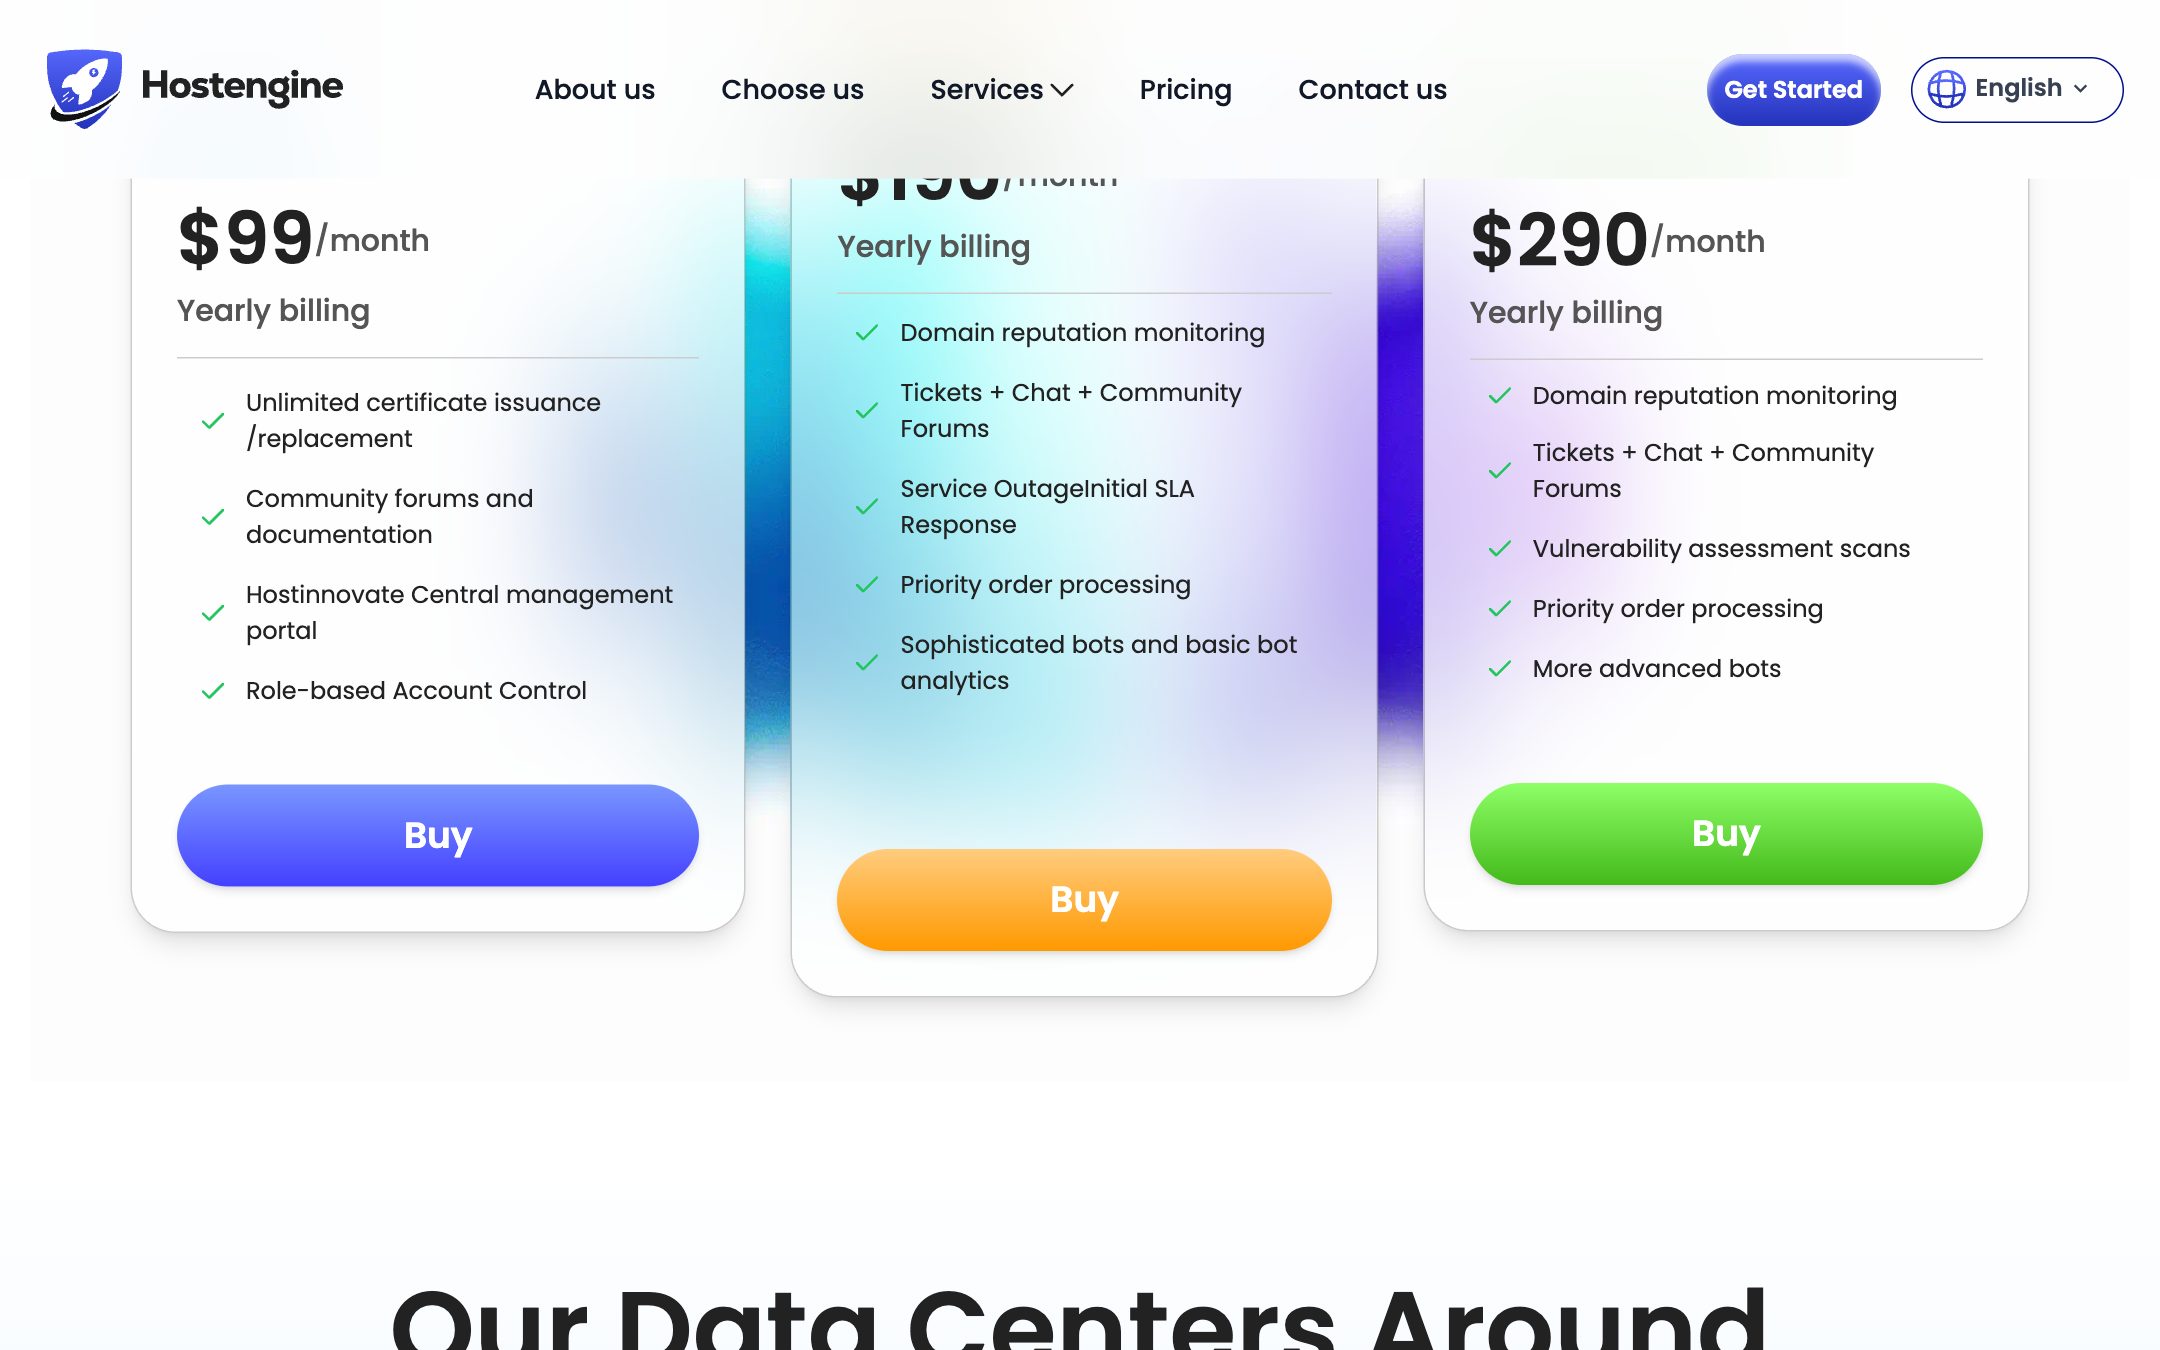 Hostengine
About us
Choose us
Services
Pricing
Contact us
Get Started
English
$99/month
Yearly billing
Unlimited certificate issuance
/replacement
Community forums and
documentation
Hostinnovate Central management
portal
Role-based Account Control
Buy
$190/month
Yearly billing
Domain reputation monitoring
Tickets + Chat + Community
Forums
Service OutageInitial SLA
Response
Priority order processing
Sophisticated bots and basic bot
analytics
Buy
$290/month
Yearly billing
Domain reputation monitoring
Tickets + Chat + Community
Forums
Vulnerability assessment scans
Priority order processing
More advanced bots
Buy
Our Data Centers Around